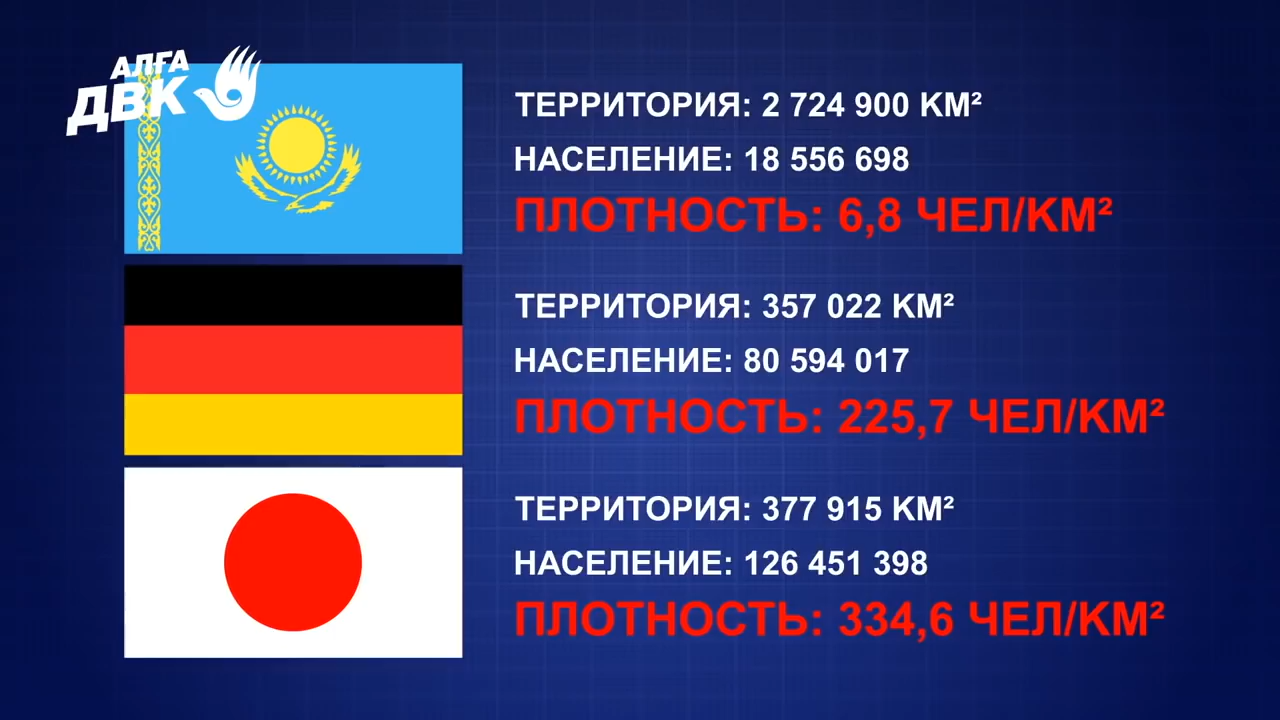 АЛҒА
ДВК
ТЕРРИТОРИЯ: 2 724 900 КМ²
НАСЕЛЕНИЕ: 18 556 698
ПЛОТНОСТЬ: 6,8 ЧЕЛ/КМ²
ТЕРРИТОРИЯ: 357 022 КМ²
НАСЕЛЕНИЕ: 80 594 017
ПЛОТНОСТЬ: 225,7 ЧЕЛ/КМ²
ТЕРРИТОРИЯ: 377 915 КМ²
НАСЕЛЕНИЕ: 126 451 398
ПЛОТНОСТЬ: 334,6 ЧЕЛ/КМ²